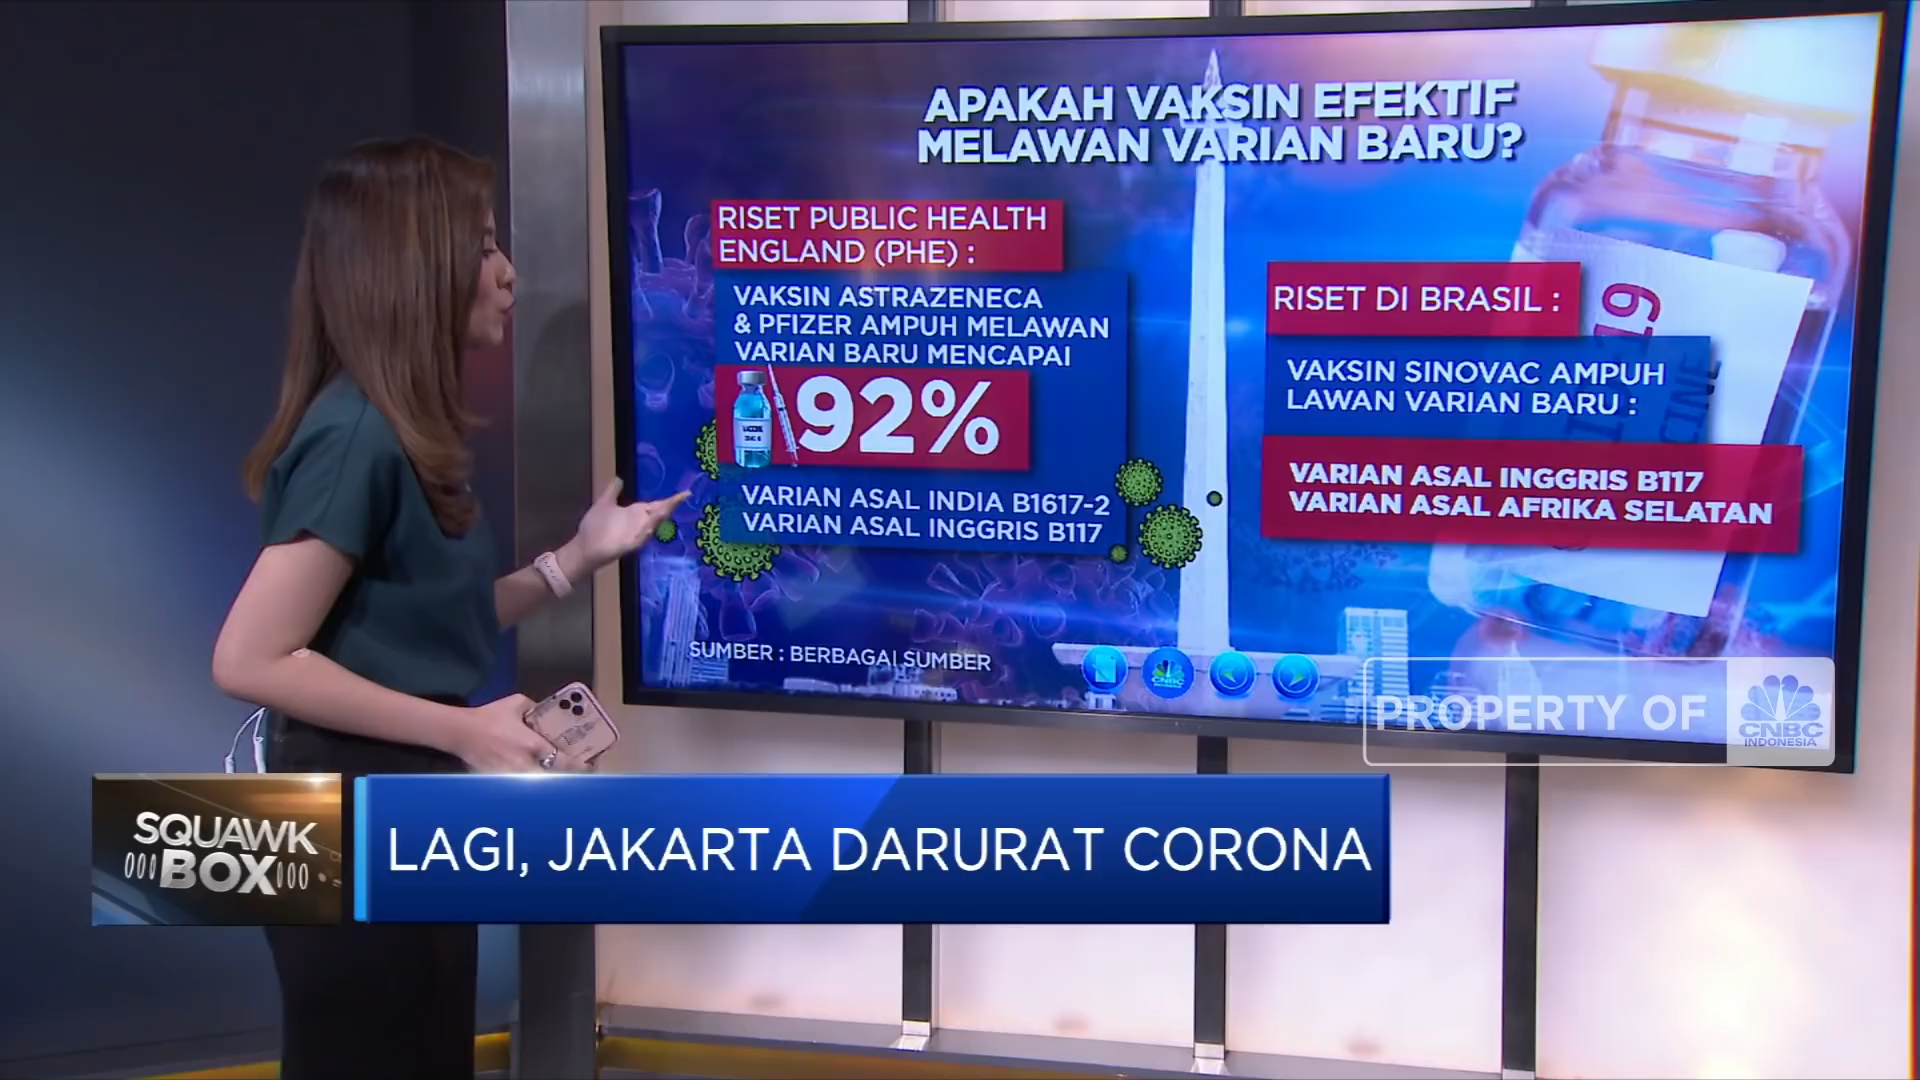 APAKAH VAKSIN EFEKTIF
MELAWAN VARIAN BARU?
RISET PUBLIC HEALTH
ENGLAND (PHE) :
VAKSIN ASTRAZENECA
& PFIZER AMPUH MELAWAN
VARIAN BARU MENCAPAI
92%
VARIAN ASAL INDIA B1617-2
VARIAN ASAL INGGRIS B117
RISET DI BRASIL :
VAKSIN SINOVAC AMPUH
LAWAN VARIAN BARU :
VARIAN ASAL INGGRIS B117
VARIAN ASAL AFRIKA SELATAN
SUMBER : BERBAGAI SUMBER
PROPERTY OF
CNBC
INDONESIA
SQUAWK
BOX
LAGI, JAKARTA DARURAT CORONA